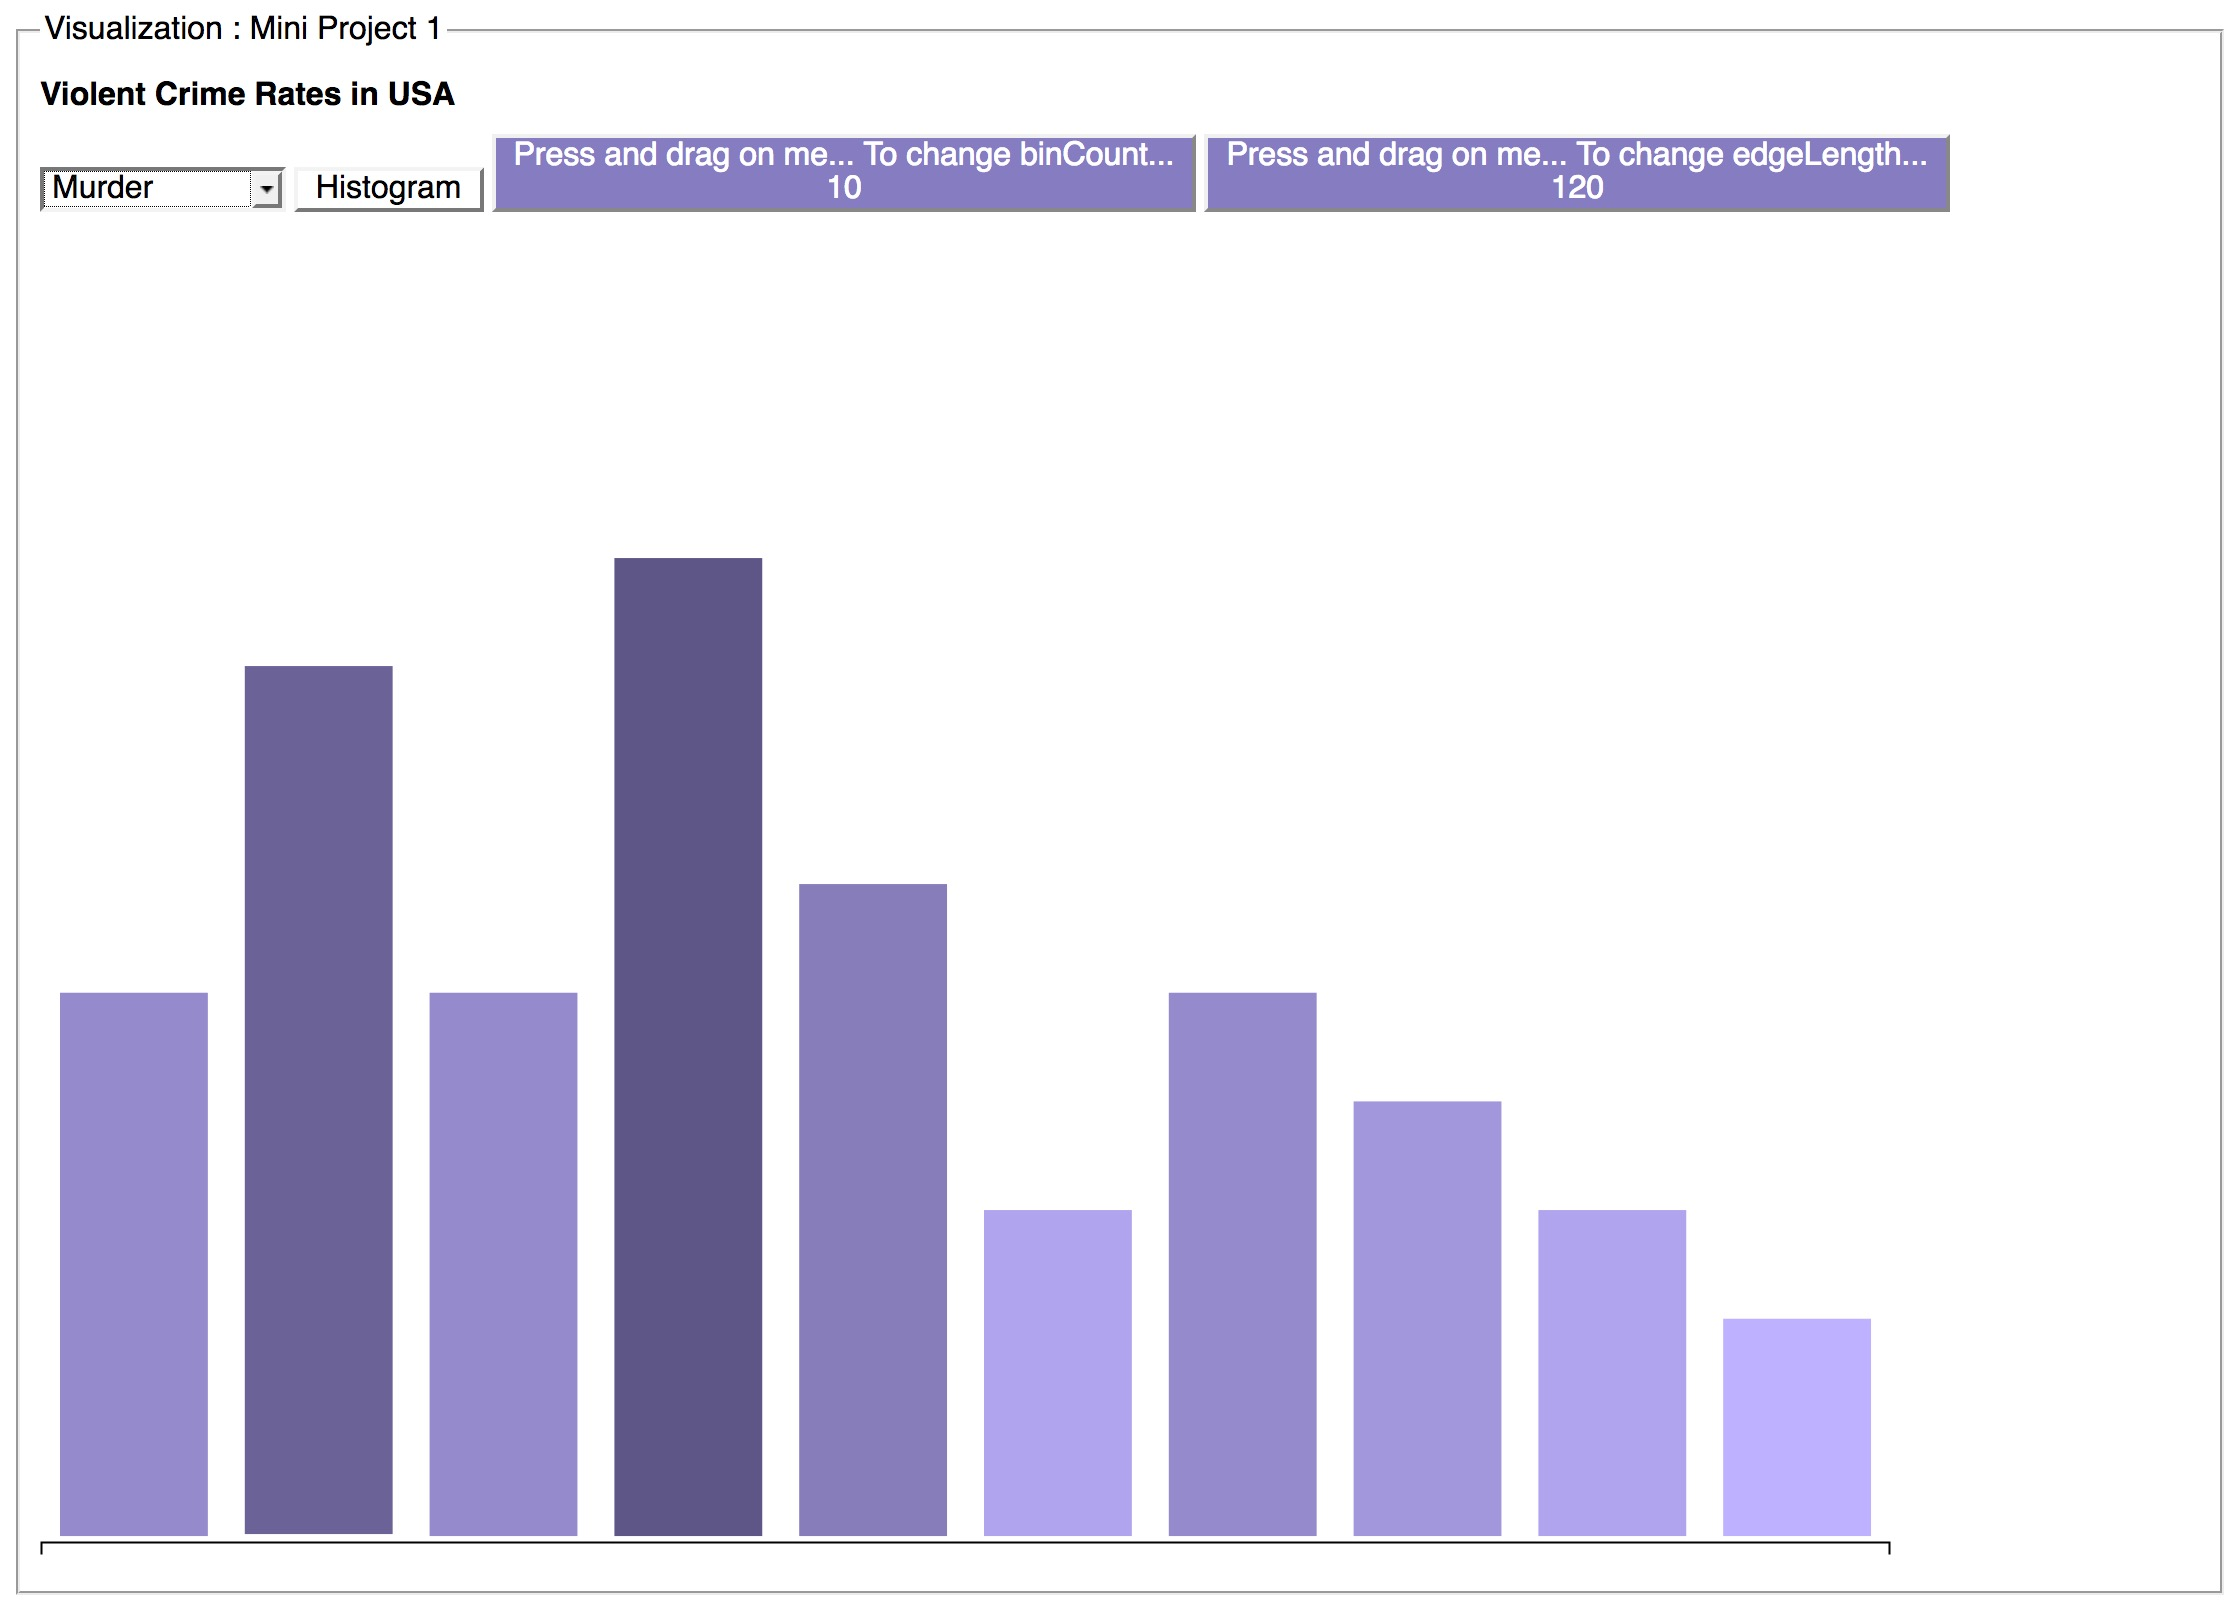 Visualization : Mini Project 1
Violent Crime Rates in USA
Murder
Histogram
Press and drag on me... To change binCount...
10
Press and drag on me... To change edgeLength...
120